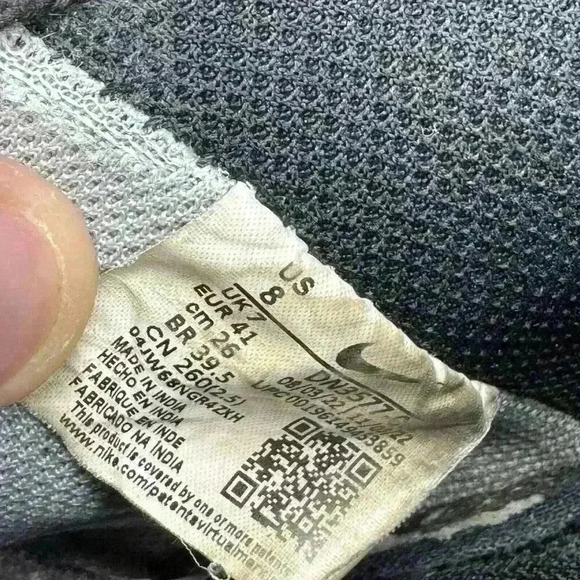 US
8
UK 7
EUR 41
cm 26
BR 39.5
CN 260(2.5)
04JVV68WGR4ZXH
MADE IN INDIA
HECHO EN INDIA
FABRIQUE EN INDE
FABRICADO NA INDIA
This product is covered by one or more patents
www.nike.com/patents